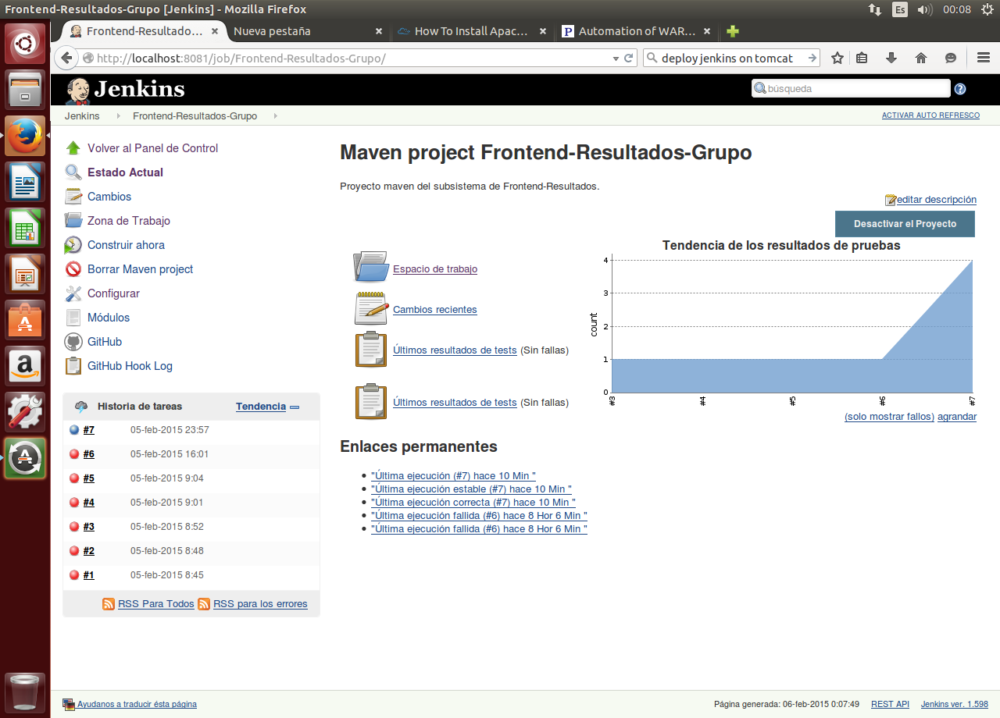 Frontend-Resultados-Grupo [Jenkins] - Mozilla Firefox
Es
00:08
Frontend-Resultado...
Nueva pestaña
How To Install Apac...
Automation of WAR...
http://localhost:8081/job/Frontend-Resultados-Grupo/
deploy jenkins on tomcat
Jenkins
búsqueda
Jenkins
Frontend-Resultados-Grupo
ACTIVAR AUTO REFRESCO
Volver al Panel de Control
Estado Actual
Cambios
Zona de Trabajo
Construir ahora
Borrar Maven project
Configurar
Módulos
GitHub
GitHub Hook Log
Historia de tareas
Tendencia
#7 05-feb-2015 23:57
#6 05-feb-2015 16:01
#5 05-feb-2015 9:04
#4 05-feb-2015 9:01
#3 05-feb-2015 8:52
#2 05-feb-2015 8:48
#1 05-feb-2015 8:45
RSS Para Todos
RSS para los errores
Maven project Frontend-Resultados-Grupo
Proyecto maven del subsistema de Frontend-Resultados.
editar descripción
Desactivar el Proyecto
Espacio de trabajo
Cambios recientes
Últimos resultados de tests (Sin fallas)
Últimos resultados de tests (Sin fallas)
Tendencia de los resultados de pruebas
count
4
3
2
1
0
#3
#4
#5
#6
#7
(solo mostrar fallos) agrandar
Enlaces permanentes
"Última ejecución (#7) hace 10 Min "
"Última ejecución estable (#7) hace 10 Min "
"Última ejecución correcta (#7) hace 10 Min "
"Última ejecución fallida (#6) hace 8 Hor 6 Min "
"Última ejecución fallida (#6) hace 8 Hor 6 Min "
Ayudanos a traducir ésta página
Página generada: 06-feb-2015 0:07:49
REST API
Jenkins ver. 1.598